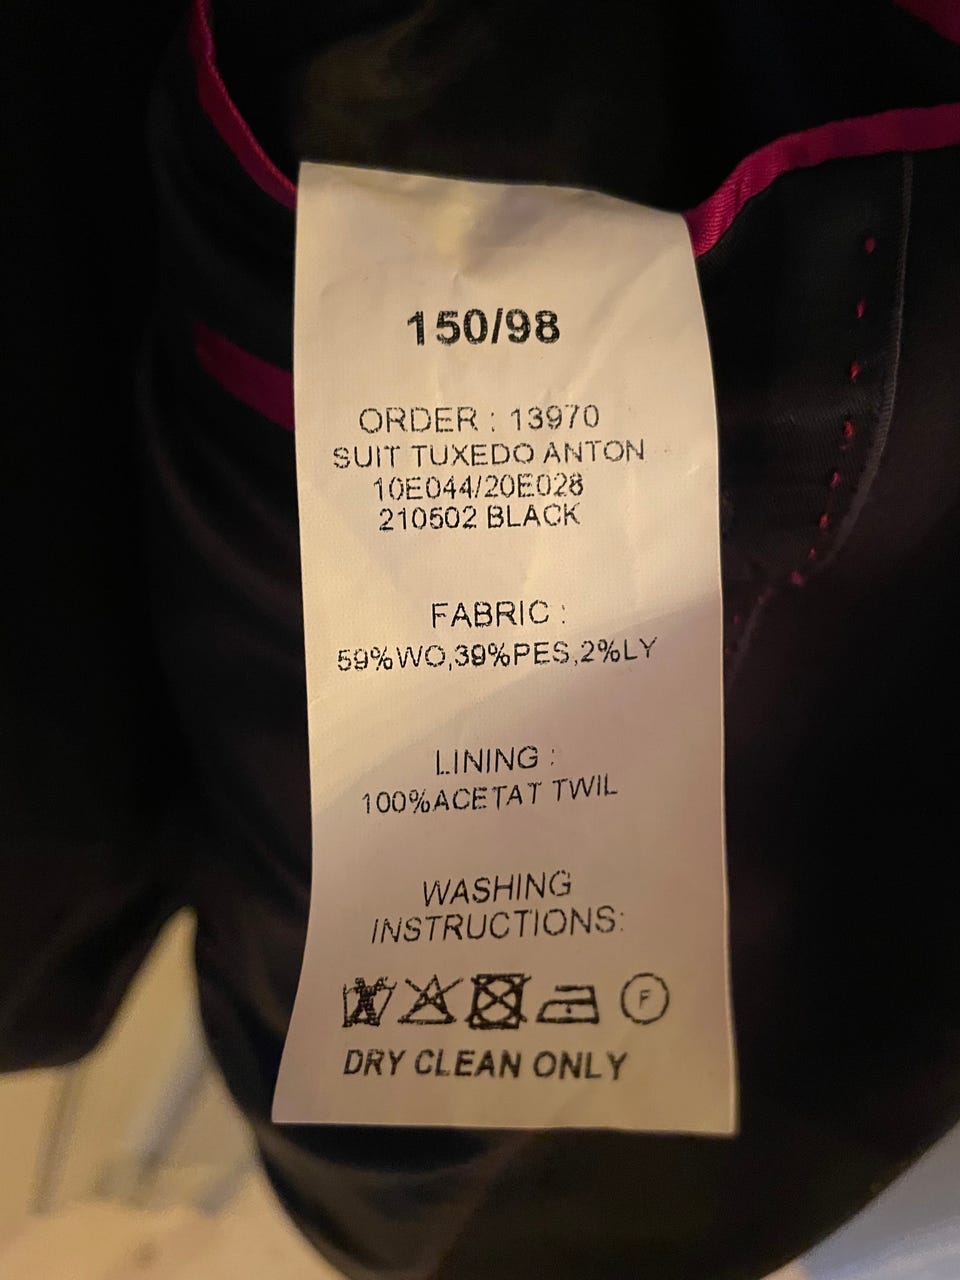 150/98
ORDER : 13970
SUIT TUXEDO ANTON
10E044/20E028
210502 BLACK
FABRIC :
59%WO,39%PES,2%LY
LINING :
100%ACETAT TWIL
WASHING
INSTRUCTIONS:
F
DRY CLEAN ONLY